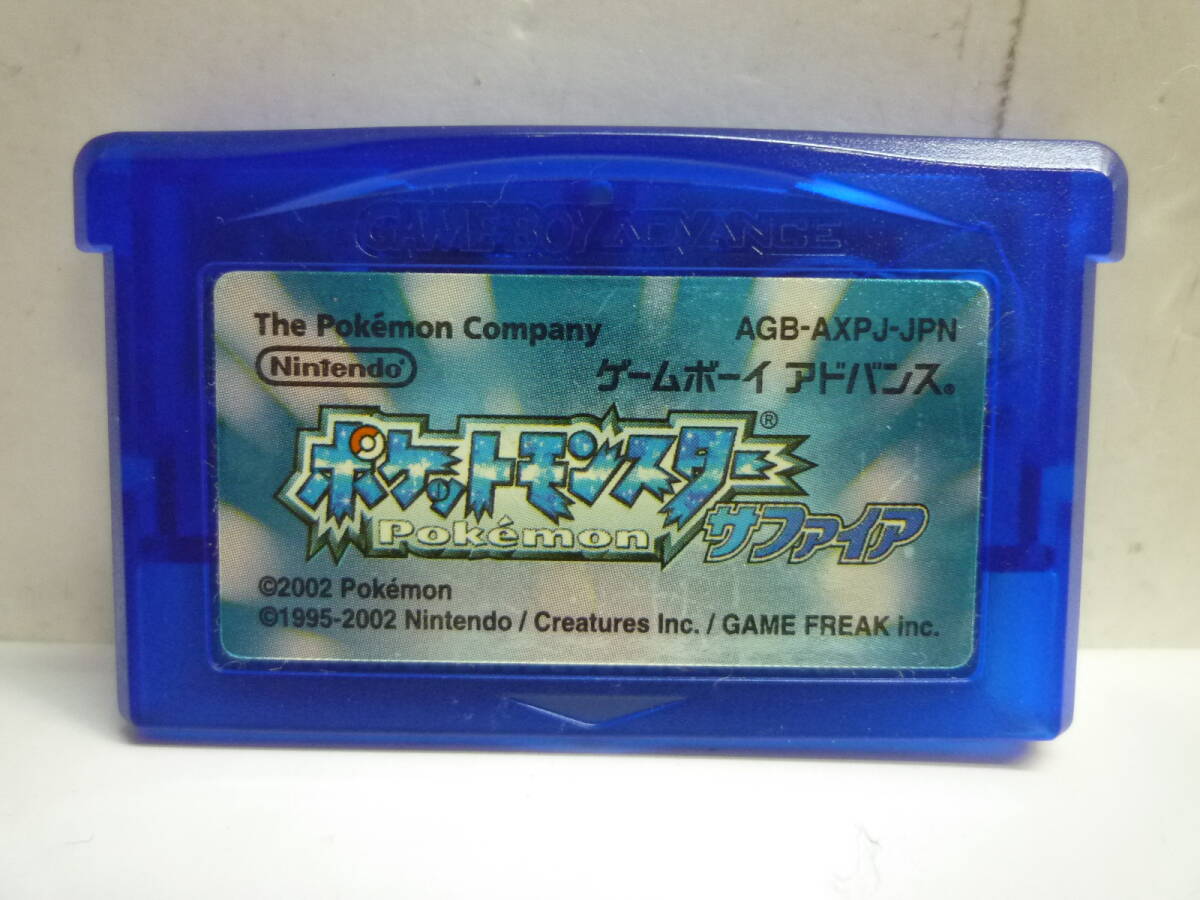 GAME BOY ADVANCE
The Pokémon Company AGB-AXPJ-JPN
Nintendo® ゲームボーイ アドバンス®
ポケットモンスター®
Pokémon サファイア
©2002 Pokémon
©1995-2002 Nintendo / Creatures Inc. / GAME FREAK inc.